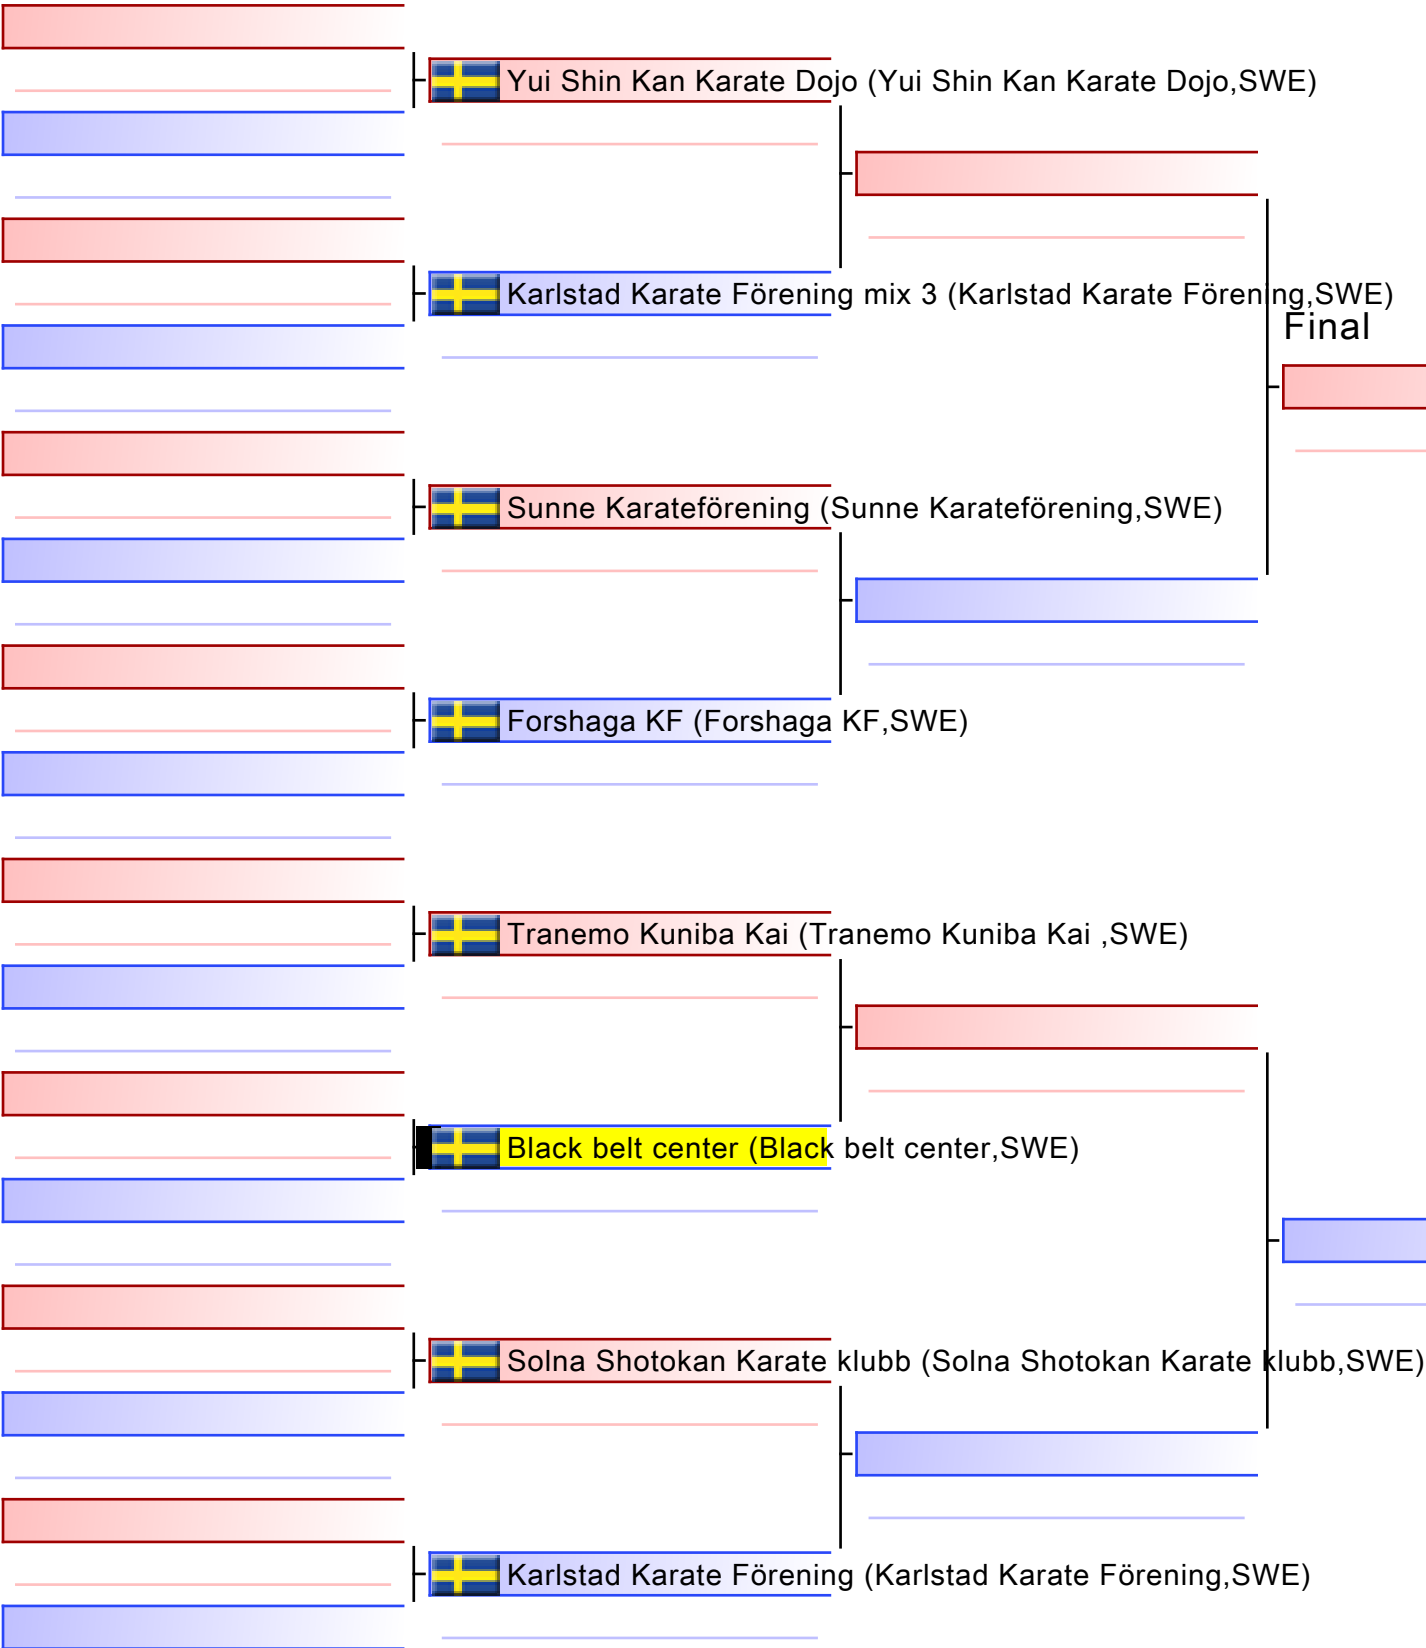 Yui Shin Kan Karate Dojo (Yui Shin Kan Karate Dojo,SWE)
Karlstad Karate Förening mix 3 (Karlstad Karate Förening,SWE)
Final
Sunne Karateförening (Sunne Karateförening,SWE)
Forshaga KF (Forshaga KF,SWE)
Tranemo Kuniba Kai (Tranemo Kuniba Kai ,SWE)
Black belt center (Black belt center,SWE)
Solna Shotokan Karate klubb (Solna Shotokan Karate klubb,SWE)
Karlstad Karate Förening (Karlstad Karate Förening,SWE)